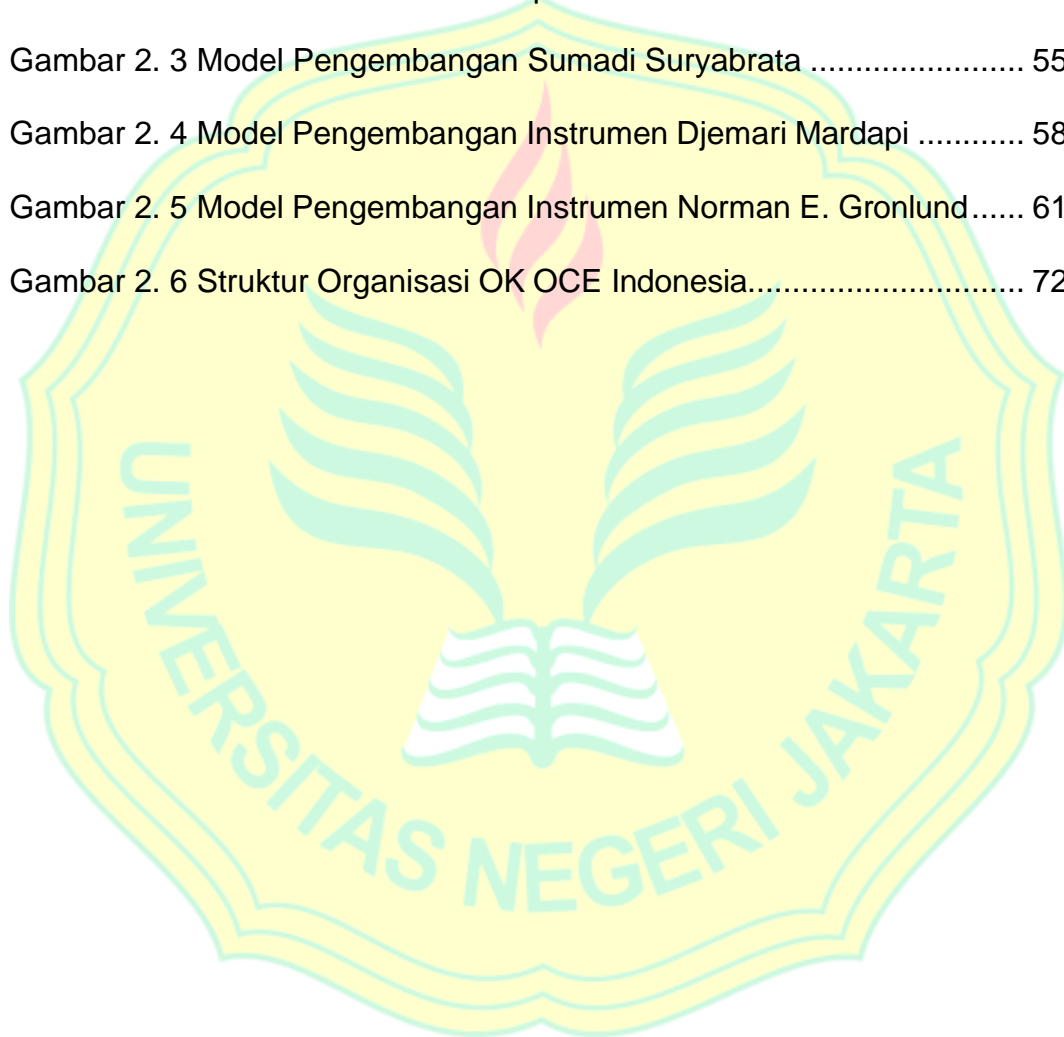 Gambar 2. 3 Model Pengembangan Sumadi Suryabrata ........................ 55
Gambar 2. 4 Model Pengembangan Instrumen Djemari Mardapi ............ 58
Gambar 2. 5 Model Pengembangan Instrumen Norman E. Gronlund...... 61
Gambar 2. 6 Struktur Organisasi OK OCE Indonesia............................... 72
UNIVERSITAS NEGERI JAKARTA